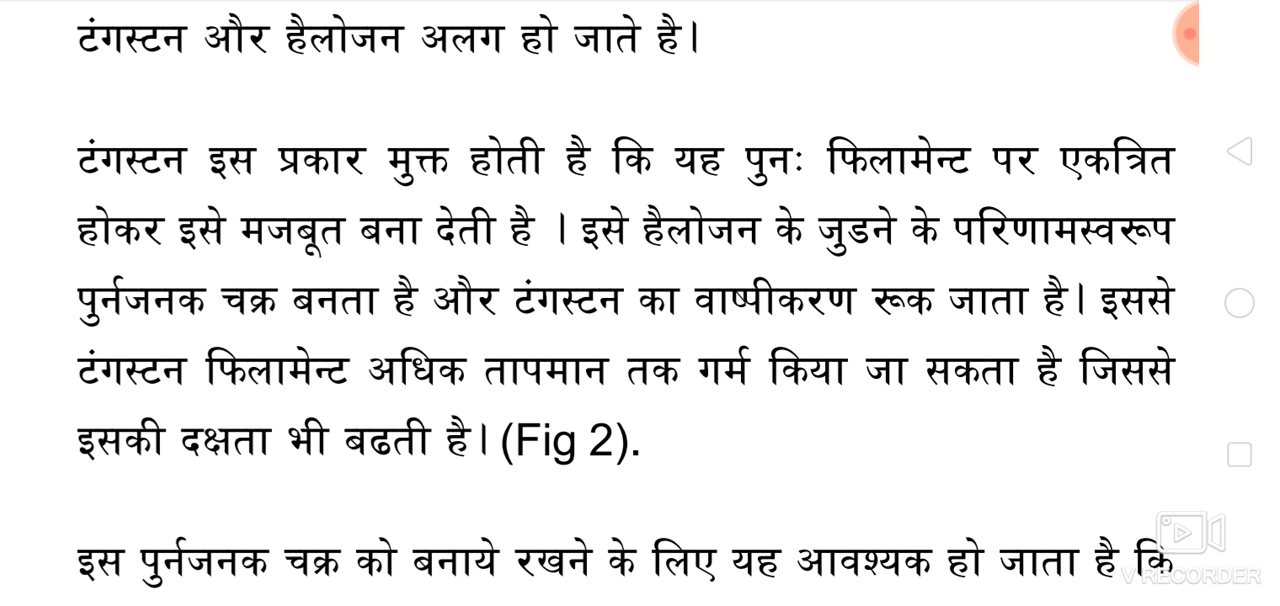 टंगस्टन और हैलोजन अलग हो जाते है।
टंगस्टन इस प्रकार मुक्त होती है कि यह पुनः फिलामेन्ट पर एकत्रित
होकर इसे मजबूत बना देती है । इसे हैलोजन के जुडने के परिणामस्वरूप
पुर्नजनक चक्र बनता है और टंगस्टन का वाष्पीकरण रूक जाता है। इससे
टंगस्टन फिलामेन्ट अधिक तापमान तक गर्म किया जा सकता है जिससे
इसकी दक्षता भी बढती है। (Fig 2).
इस पुर्नजनक चक्र को बनाये रखने के लिए यह आवश्यक हो जाता है कि
V RECORDER